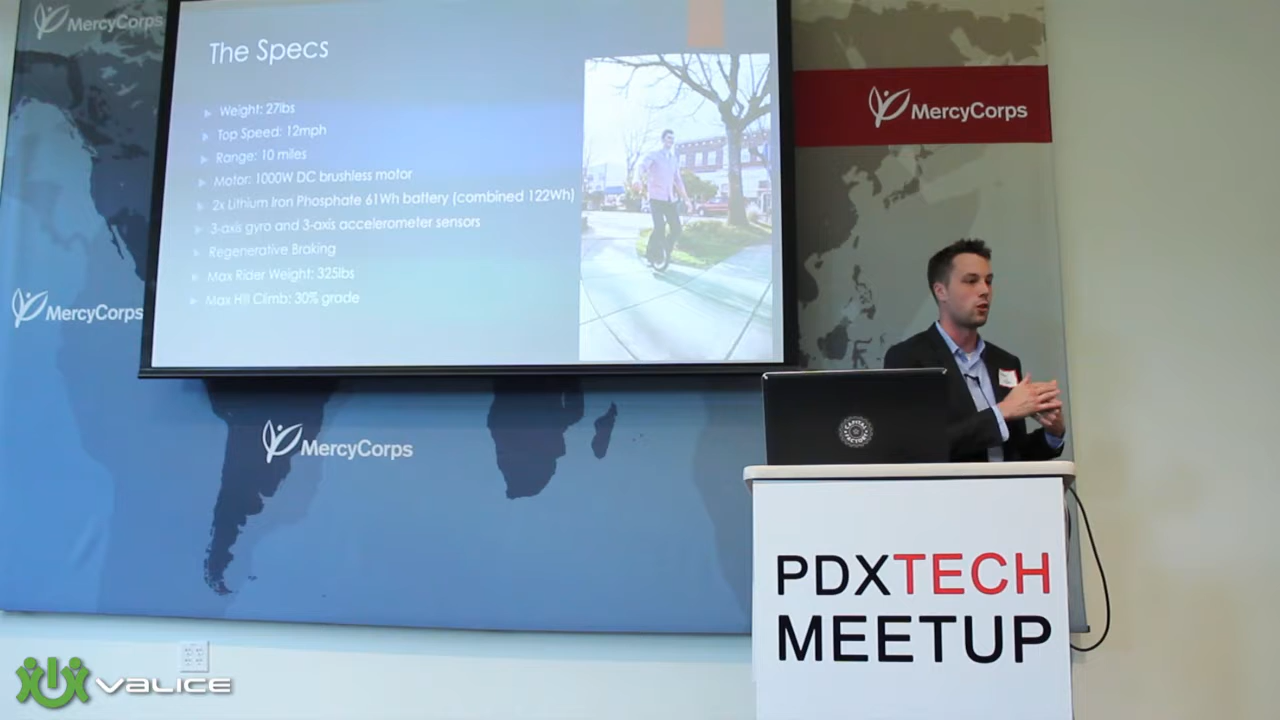 MercyCorps
The Specs
Weight: 27lbs
Top Speed: 12mph
Range: 10 miles
Motor: 1000W DC brushless motor
2x Lithium Iron Phosphate 61Wh battery (combined 122Wh)
3-axis gyro and 3-axis accelerometer sensors
Regenerative Braking
Max Rider Weight: 325lbs
Max Hill Climb: 30% grade
MercyCorps
MercyCorps
MercyCorps
CAPITAL
FACTORY
PDXTECH
MEETUP
VALICE